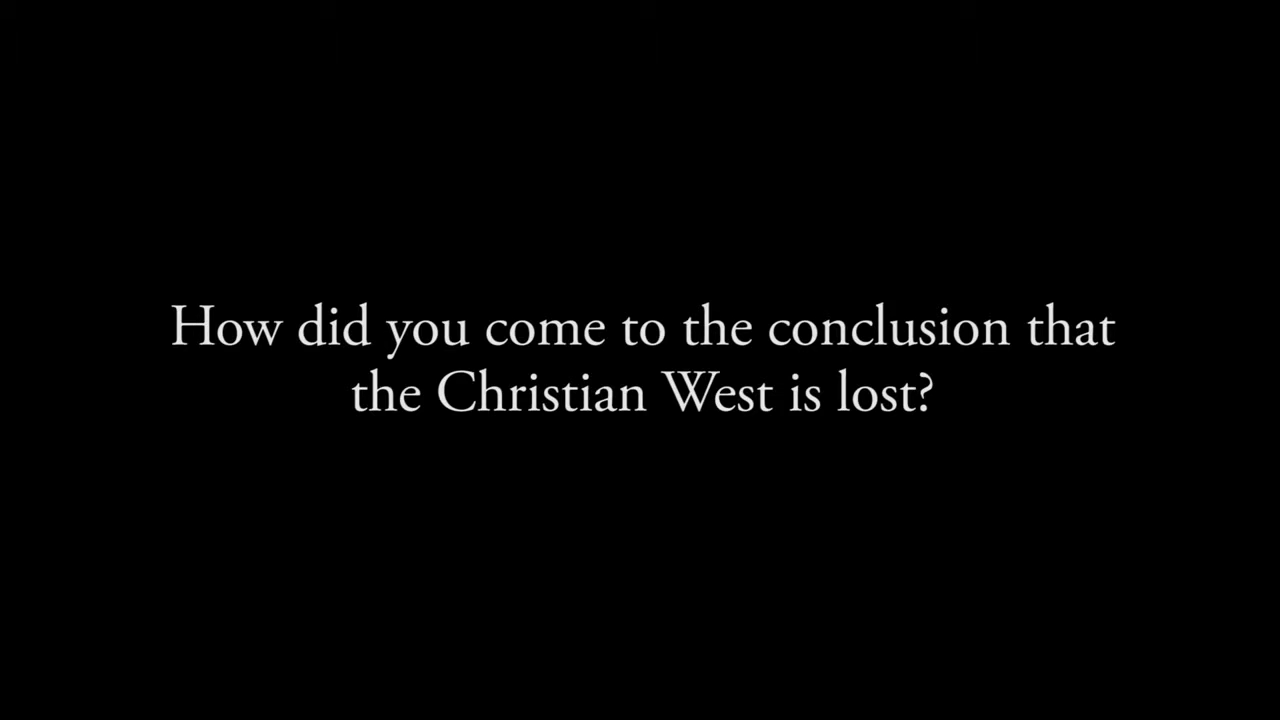 How did you come to the conclusion that
the Christian West is lost?